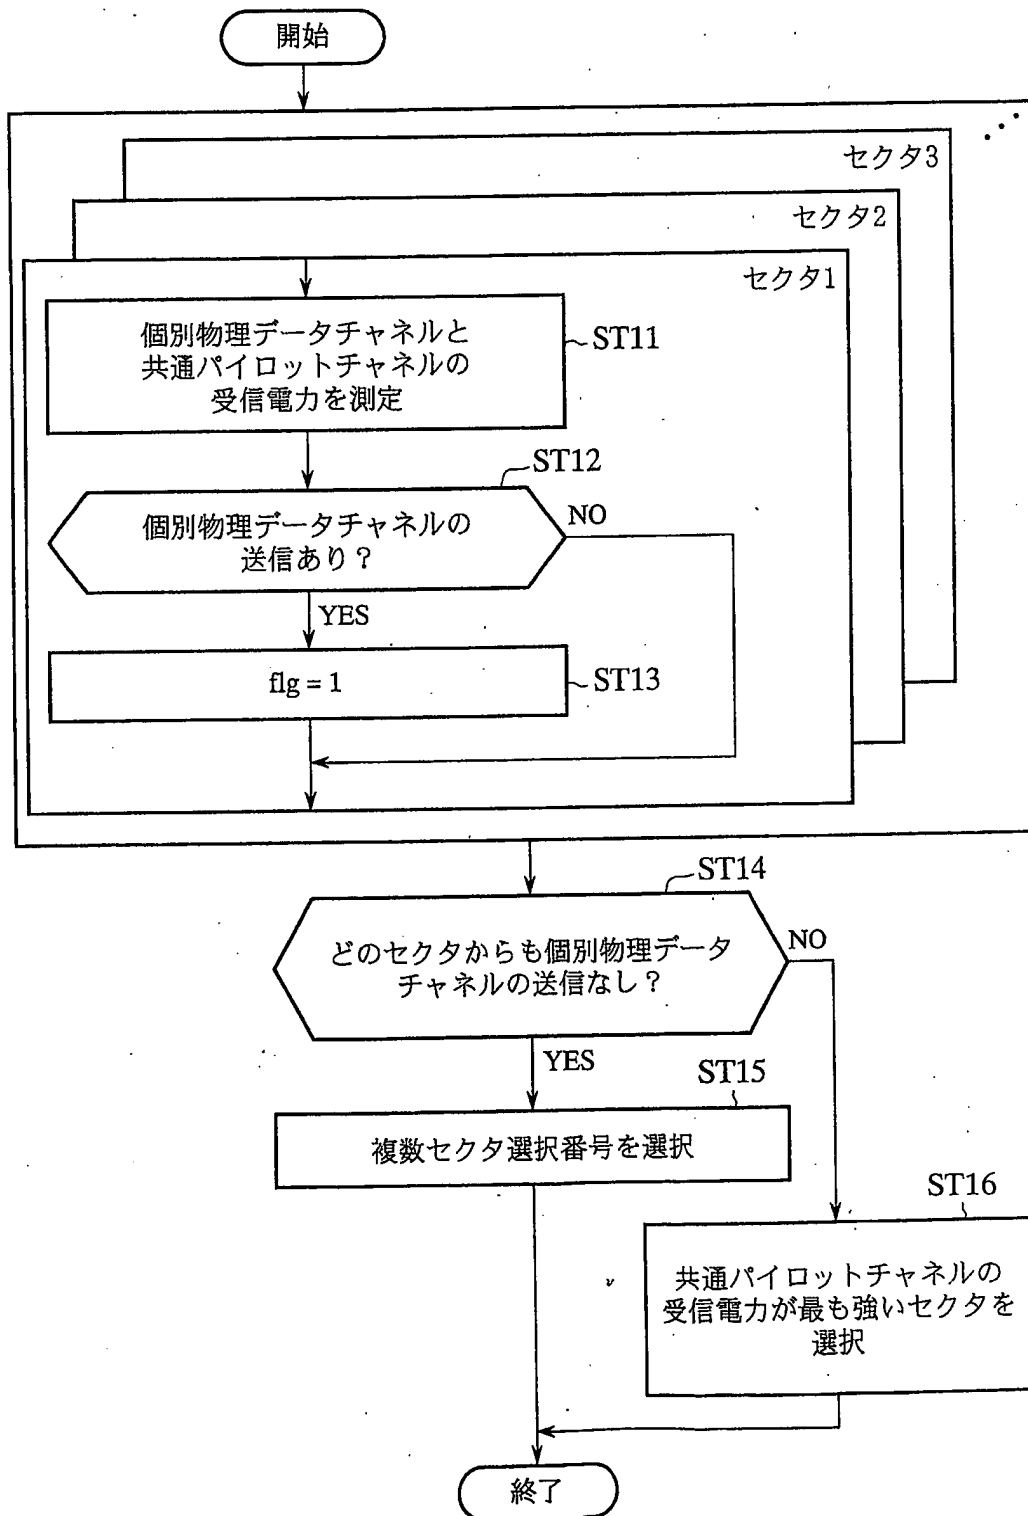 開始
セクタ3
セクタ2
セクタ1
個別物理データチャネルと
共通パイロットチャネルの
受信電力を測定
ST11
ST12
個別物理データチャネルの
送信あり？
NO
YES
flg = 1
ST13
ST14
どのセクタからも個別物理データ
チャネルの送信なし？
NO
YES
ST15
複数セクタ選択番号を選択
ST16
共通パイロットチャネルの
受信電力が最も強いセクタを
選択
終了